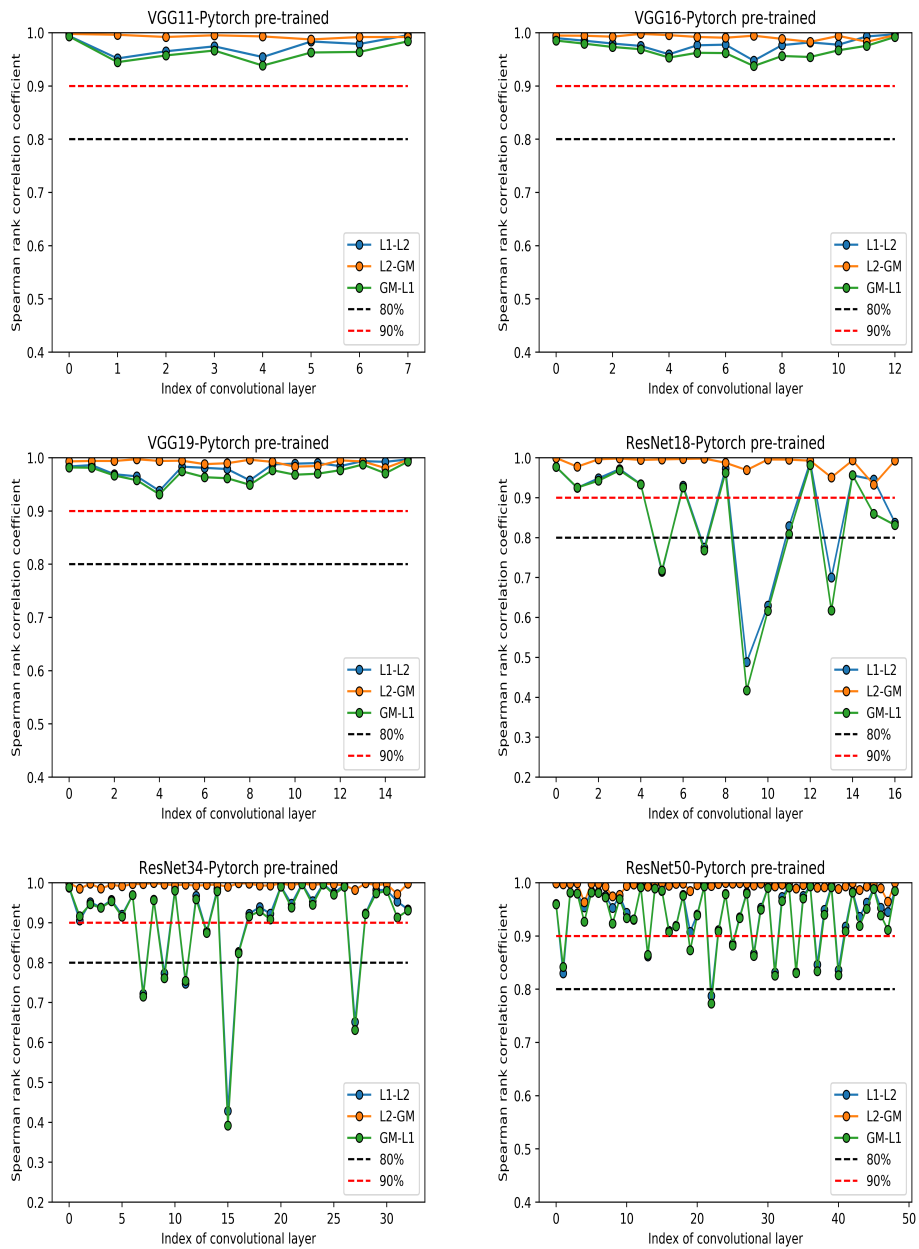 VGG11-Pytorch pre-trained
1.0
0.9
0.8
0.7
0.6
0.5
0.4
Spearman rank correlation coefficient
L1-L2
L2-GM
GM-L1
80%
90%
0 1 2 3 4 5 6 7
Index of convolutional layer
VGG16-Pytorch pre-trained
1.0
0.9
0.8
0.7
0.6
0.5
0.4
Spearman rank correlation coefficient
L1-L2
L2-GM
GM-L1
80%
90%
0 2 4 6 8 10 12
Index of convolutional layer
VGG19-Pytorch pre-trained
1.0
0.9
0.8
0.7
0.6
0.5
0.4
Spearman rank correlation coefficient
L1-L2
L2-GM
GM-L1
80%
90%
0 2 4 6 8 10 12 14
Index of convolutional layer
ResNet18-Pytorch pre-trained
1.0
0.9
0.8
0.7
0.6
0.5
0.4
0.3
0.2
Spearman rank correlation coefficient
L1-L2
L2-GM
GM-L1
80%
90%
0 2 4 6 8 10 12 14 16
Index of convolutional layer
ResNet34-Pytorch pre-trained
1.0
0.9
0.8
0.7
0.6
0.5
0.4
0.3
0.2
Spearman rank correlation coefficient
L1-L2
L2-GM
GM-L1
80%
90%
0 5 10 15 20 25 30
Index of convolutional layer
ResNet50-Pytorch pre-trained
1.0
0.9
0.8
0.7
0.6
0.5
0.4
Spearman rank correlation coefficient
L1-L2
L2-GM
GM-L1
80%
90%
0 10 20 30 40 50
Index of convolutional layer